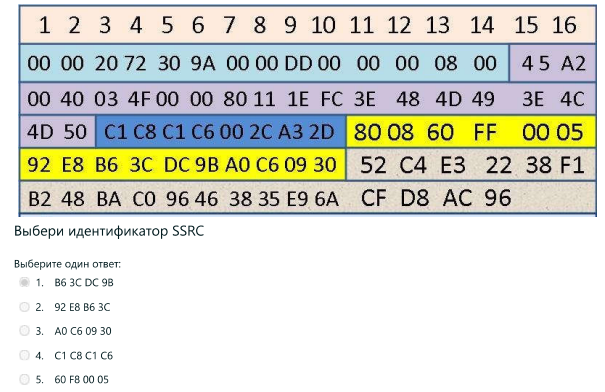 1 2 3 4 5 6 7 8 9 10 11 12 13 14 15 16
00 00 20 72 30 9A 00 00 DD 00 00 00 08 00 45 A2
00 40 03 4F 00 00 80 11 1E FC 3E 48 4D 49 3E 4C
4D 50 C1 C8 C1 C6 00 2C A3 2D 80 08 60 FF 00 05
92 E8 B6 3C DC 9B A0 C6 09 30 52 C4 E3 22 38 F1
B2 48 BA C0 96 46 38 35 E9 6A CF D8 AC 96
Выбери идентификатор SSRC
Выберите один ответ:
1. B6 3C DC 9B
2. 92 E8 B6 3C
3. A0 C6 09 30
4. C1 C8 C1 C6
5. 60 F8 00 05